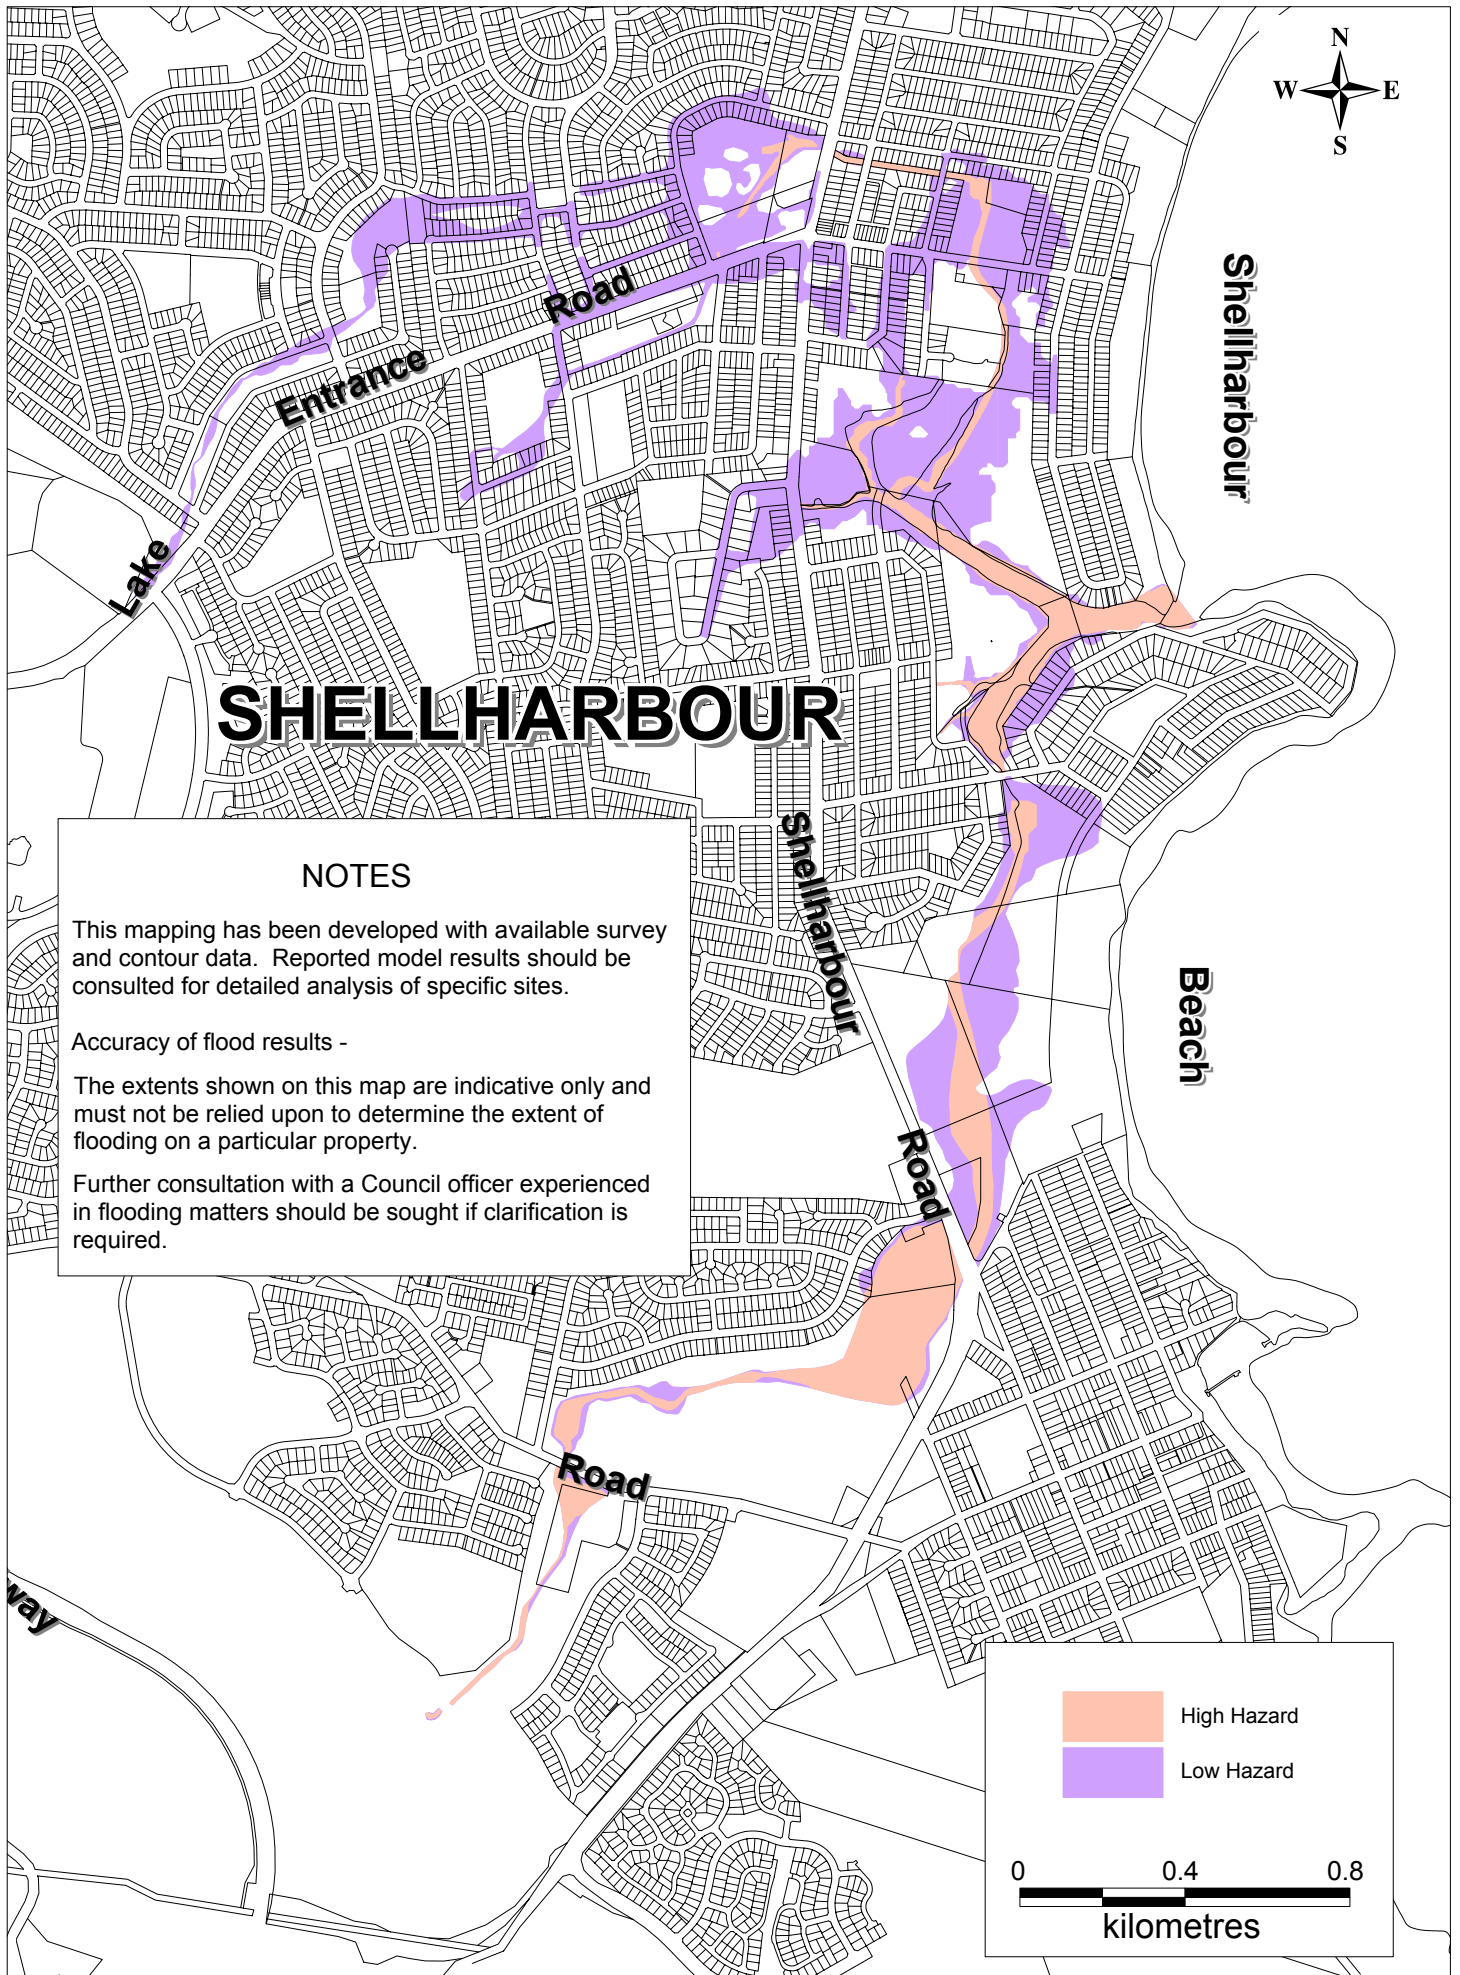 N
W E
S
Shellharbour
Road
Entrance
Lake
SHELLHARBOUR
Shellharbour
Beach
NOTES
This mapping has been developed with available survey
and contour data. Reported model results should be
consulted for detailed analysis of specific sites.
Accuracy of flood results -
The extents shown on this map are indicative only and
must not be relied upon to determine the extent of
flooding on a particular property.
Further consultation with a Council officer experienced
in flooding matters should be sought if clarification is
required.
Road
Road
way
High Hazard
Low Hazard
0 0.4 0.8
kilometres